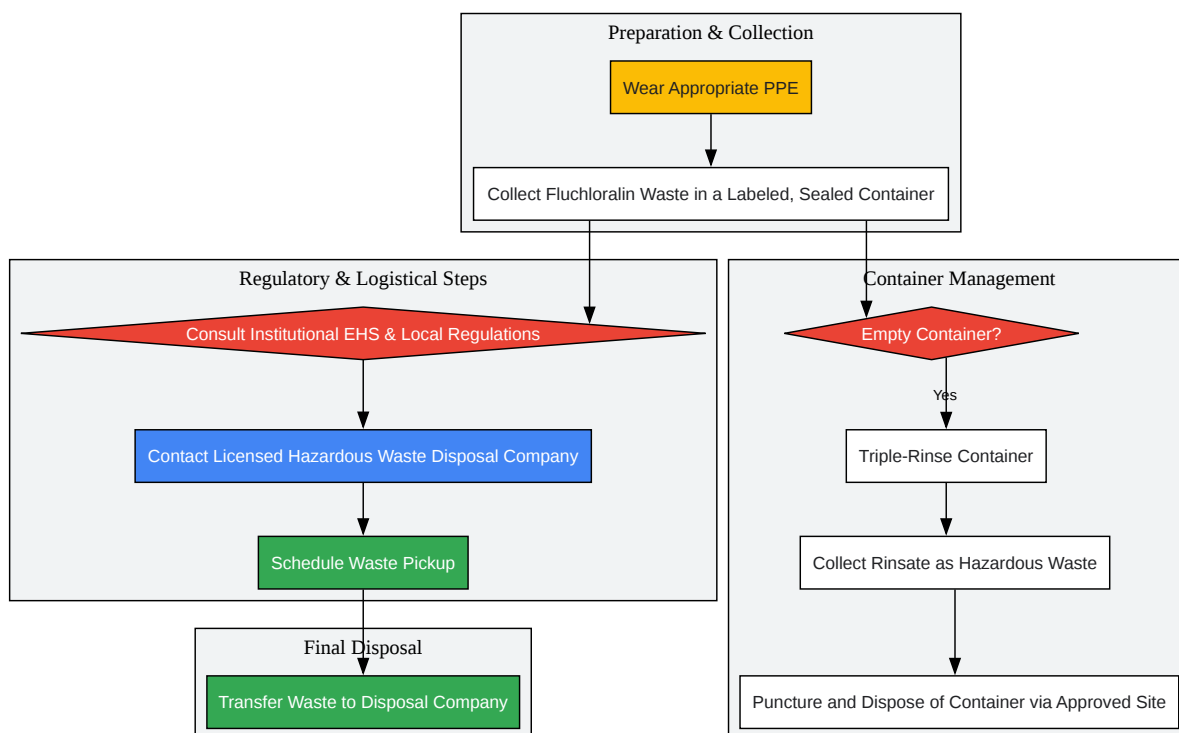 Preparation & Collection
Wear Appropriate PPE
Collect Fluchloralin Waste in a Labeled, Sealed Container
Regulatory & Logistical Steps
Consult Institutional EHS & Local Regulations
Contact Licensed Hazardous Waste Disposal Company
Schedule Waste Pickup
Final Disposal
Transfer Waste to Disposal Company
Container Management
Empty Container?
Yes
Triple-Rinse Container
Collect Rinsate as Hazardous Waste
Puncture and Dispose of Container via Approved Site